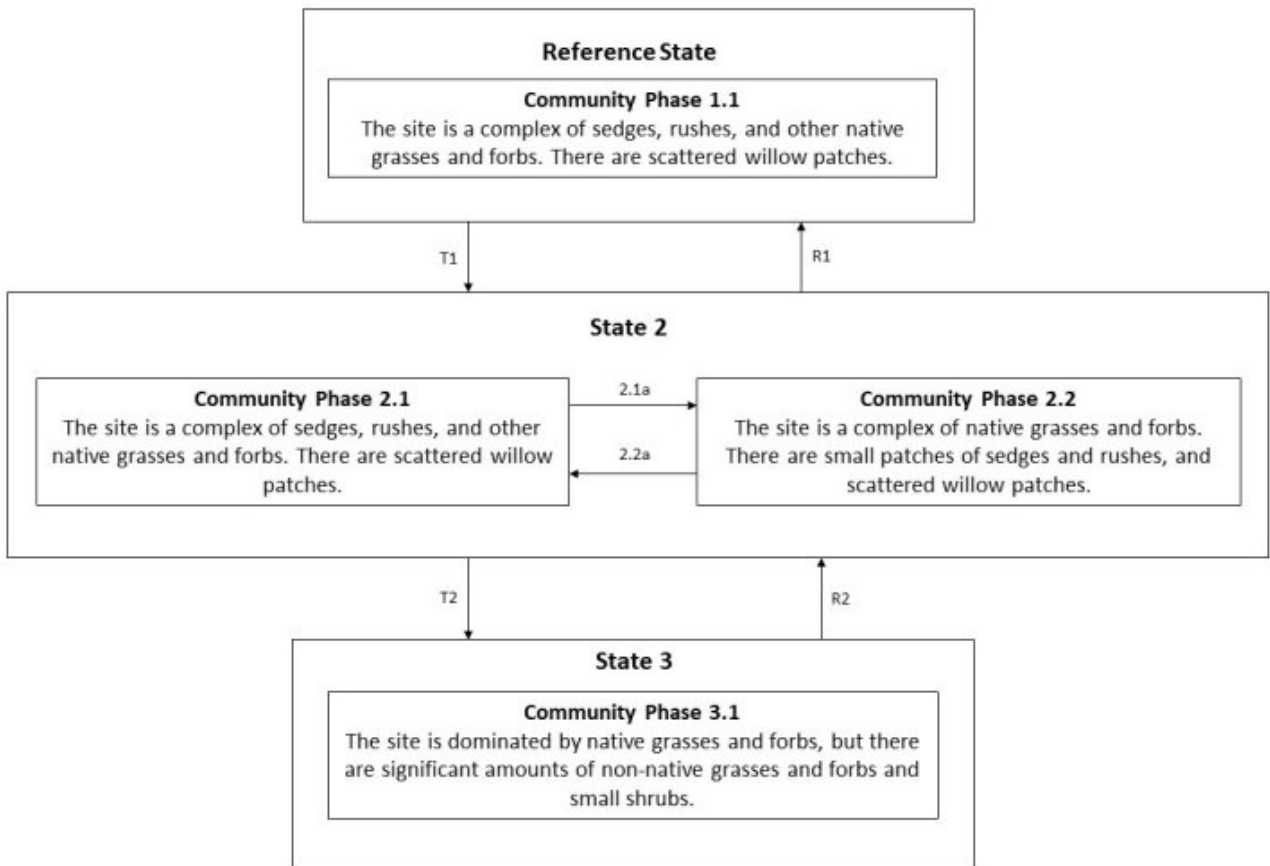 Reference State
Community Phase 1.1
The site is a complex of sedges, rushes, and other native
grasses and forbs. There are scattered willow patches.
T1
R1
State 2
Community Phase 2.1
The site is a complex of sedges, rushes, and other
native grasses and forbs. There are scattered willow
patches.
2.1a
2.2a
Community Phase 2.2
The site is a complex of native grasses and forbs.
There are small patches of sedges and rushes, and
scattered willow patches.
T2
R2
State 3
Community Phase 3.1
The site is dominated by native grasses and forbs, but there
are significant amounts of non-native grasses and forbs and
small shrubs.